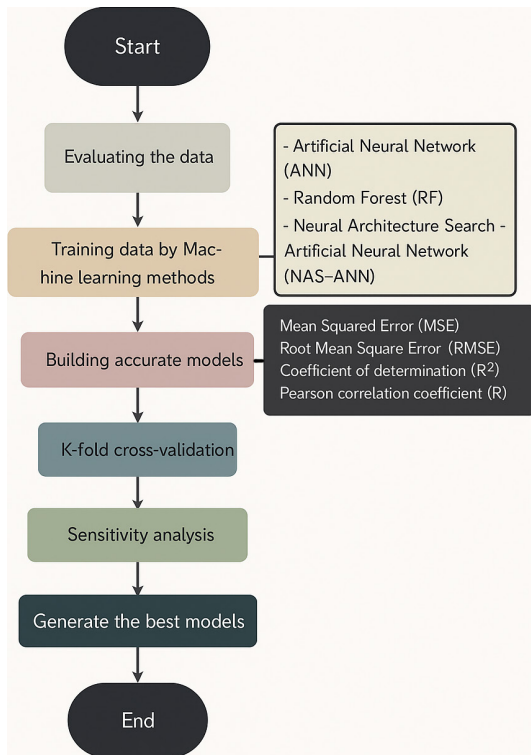 Start
Evaluating the data
- Artificial Neural Network
(ANN)
- Random Forest (RF)
- Neural Architecture Search -
Artificial Neural Network
(NAS–ANN)
Training data by Mac-
hine learning methods
Building accurate models
Mean Squared Error (MSE)
Root Mean Square Error (RMSE)
Coefficient of determination (R²)
Pearson correlation coefficient (R)
K-fold cross-validation
Sensitivity analysis
Generate the best models
End